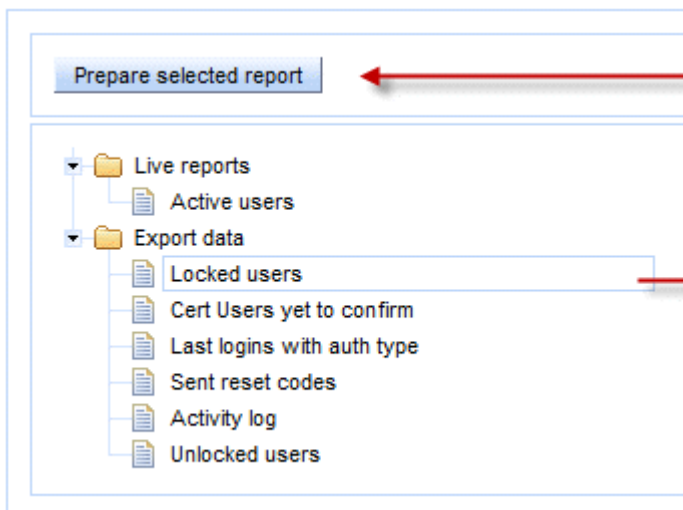 Prepare selected report
Live reports
Active users
Export data
Locked users
Cert Users yet to confirm
Last logins with auth type
Sent reset codes
Activity log
Unlocked users